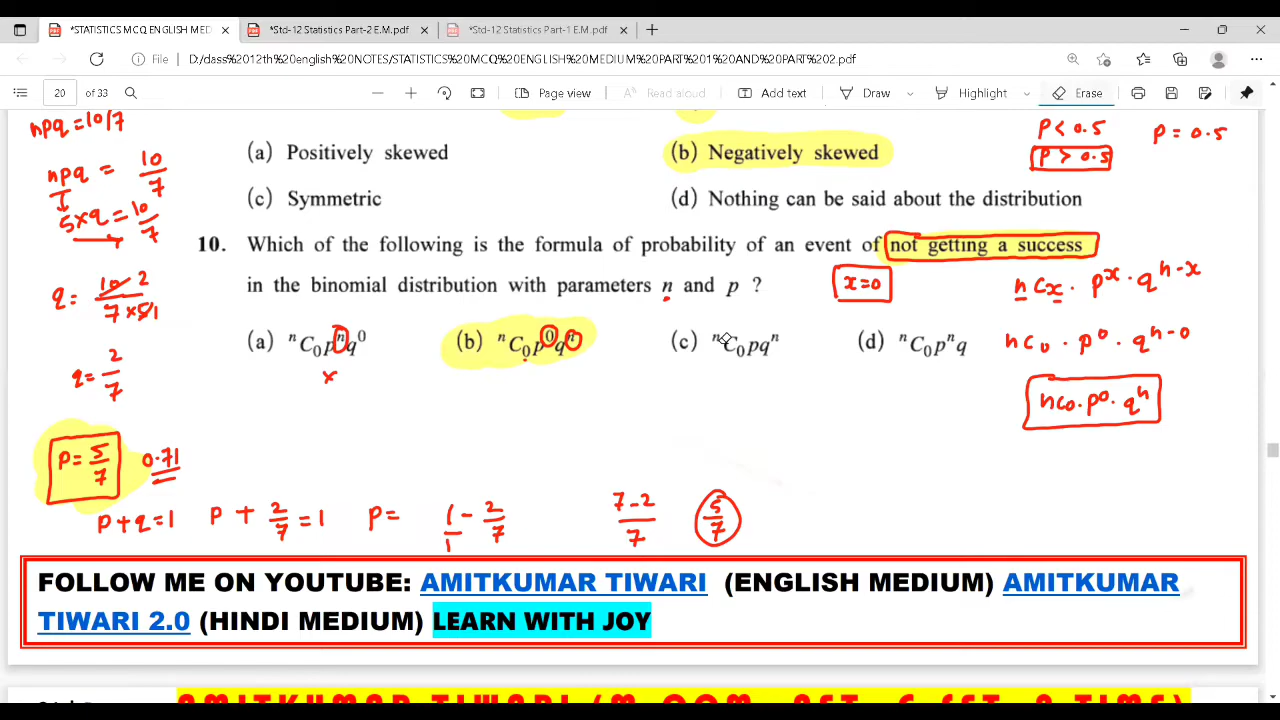 *STATISTICS MCQ ENGLISH MED
*Std-12 Statistics Part-2 E.M.pdf
*Std-12 Statistics Part-1 E.M.pdf
File
D:/class%2012th%20english%20NOTES/STATISTICS%20MCQ%20ENGLISH%20MEDIUM%20PART%201%20AND%20PART%202.pdf
20 of 33 Page view Read aloud Add text Draw Highlight Erase
npq = 10/7
P < 0.5 P = 0.5
(a) Positively skewed (b) Negatively skewed
P > 0.5
npq = 10/7
(c) Symmetric (d) Nothing can be said about the distribution
5×q = 10/7
10. Which of the following is the formula of probability of an event of not getting a success
in the binomial distribution with parameters n and p ?
x=0
nCx · pˣ · qⁿ⁻ˣ
q = 10 2 / 7×5/1
(a) ⁿC₀pⁿq⁰ (b) ⁿC₀p⁰qⁿ (c) ⁿC₀pqⁿ (d) ⁿC₀pⁿq
nC₀ · p⁰ · qⁿ⁻⁰
×
q = 2/7
nC₀ · p⁰ · qⁿ
P = 5/7 0.71
P+q=1 P + 2/7 = 1 P = 1/1 - 2/7 7-2/7 5/7
FOLLOW ME ON YOUTUBE: AMITKUMAR TIWARI (ENGLISH MEDIUM) AMITKUMAR
TIWARI 2.0 (HINDI MEDIUM) LEARN WITH JOY